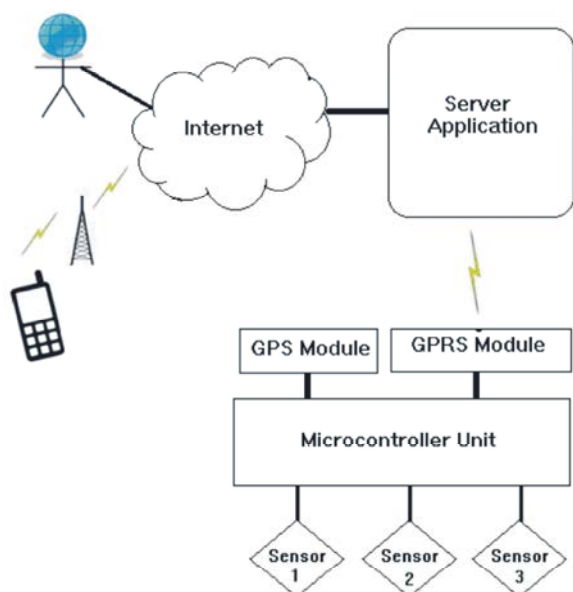 Internet
Server
Application
GPS Module
GPRS Module
Microcontroller Unit
Sensor
1
Sensor
2
Sensor
3